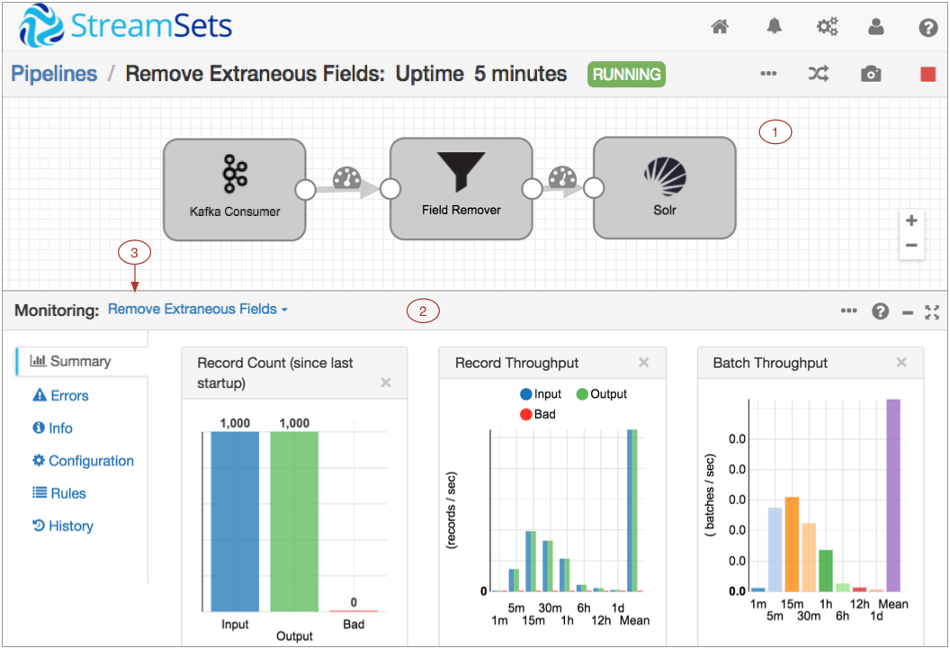 StreamSets
Pipelines / Remove Extraneous Fields: Uptime 5 minutes RUNNING
1
Kafka Consumer
Field Remover
Solr
3
Monitoring: Remove Extraneous Fields
2
Summary
Errors
Info
Configuration
Rules
History
Record Count (since last
startup)
1,000
1,000
0
Input
Output
Bad
Record Throughput
Input
Output
Bad
(records / sec)
0
5m 30m 6h 1d
1m 15m 1h 12h Mean
Batch Throughput
(batches / sec)
0.0
0.0
0.0
0.0
0.0
0.0
1m 15m 1h 12h Mean
5m 30m 6h 1d